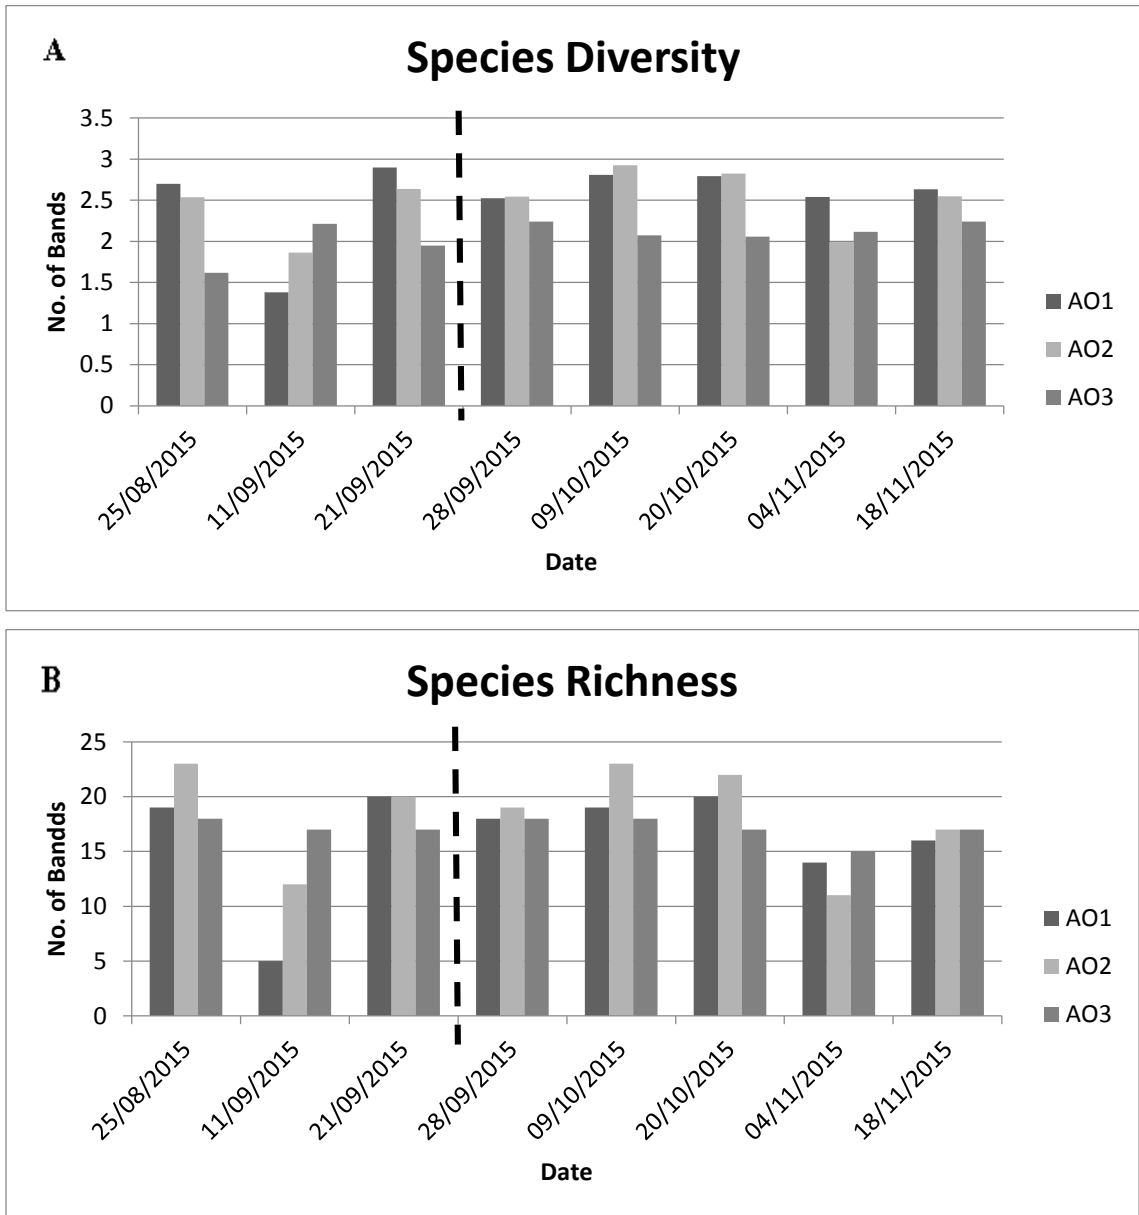 A
Species Diversity
3.5
3
2.5
2
1.5
1
0.5
0
No. of Bands
25/08/2015
11/09/2015
21/09/2015
28/09/2015
09/10/2015
20/10/2015
04/11/2015
18/11/2015
Date
AO1
AO2
AO3
B
Species Richness
25
20
15
10
5
0
No. of Bandds
25/08/2015
11/09/2015
21/09/2015
28/09/2015
09/10/2015
20/10/2015
04/11/2015
18/11/2015
Date
AO1
AO2
AO3